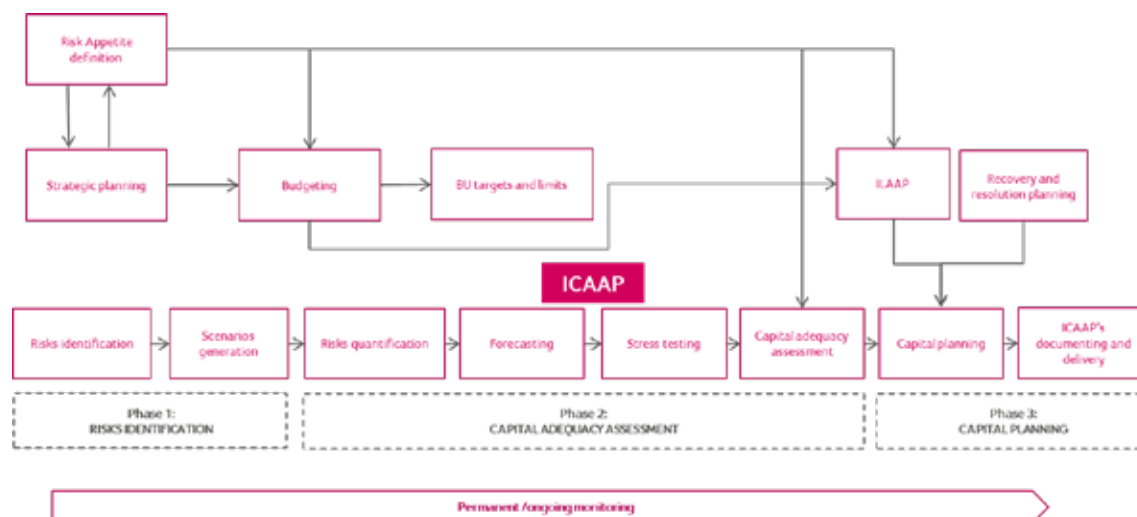 Risk Appetite
definition
Strategic planning
Budgeting
BU targets and limits
ILAAP
Recovery and
resolution planning
ICAAP
Risks identification
Scenarios
generation
Risks quantification
Forecasting
Stress testing
Capital adequacy
assessment
Capital planning
ICAAP's
documenting and
delivery
Phase 1:
RISKS IDENTIFICATION
Phase 2:
CAPITAL ADEQUACY ASSESSMENT
Phase 3:
CAPITAL PLANNING
Permanent /ongoing monitoring